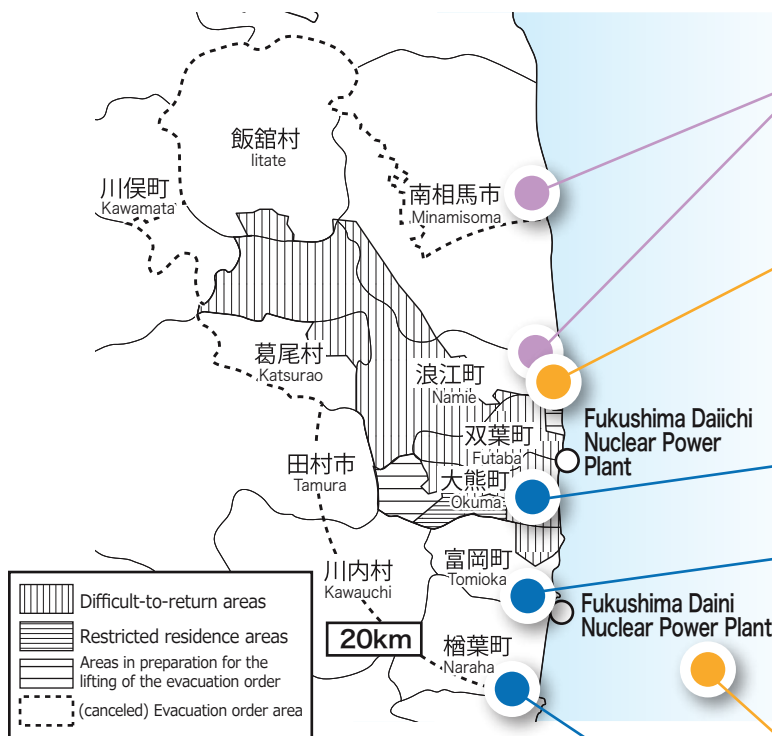 飯舘村
Iitate
川俣町
Kawamata
南相馬市
Minamisoma
葛尾村
Katsurao
浪江町
Namie
双葉町
Futaba
Fukushima Daiichi
Nuclear Power
Plant
田村市
Tamura
大熊町
Okuma
富岡町
Tomioka
川内村
Kawauchi
Fukushima Daini
Nuclear Power Plant
20km
楢葉町
Naraha
Difficult-to-return areas
Restricted residence areas
Areas in preparation for the
lifting of the evacuation order
(canceled) Evacuation order area